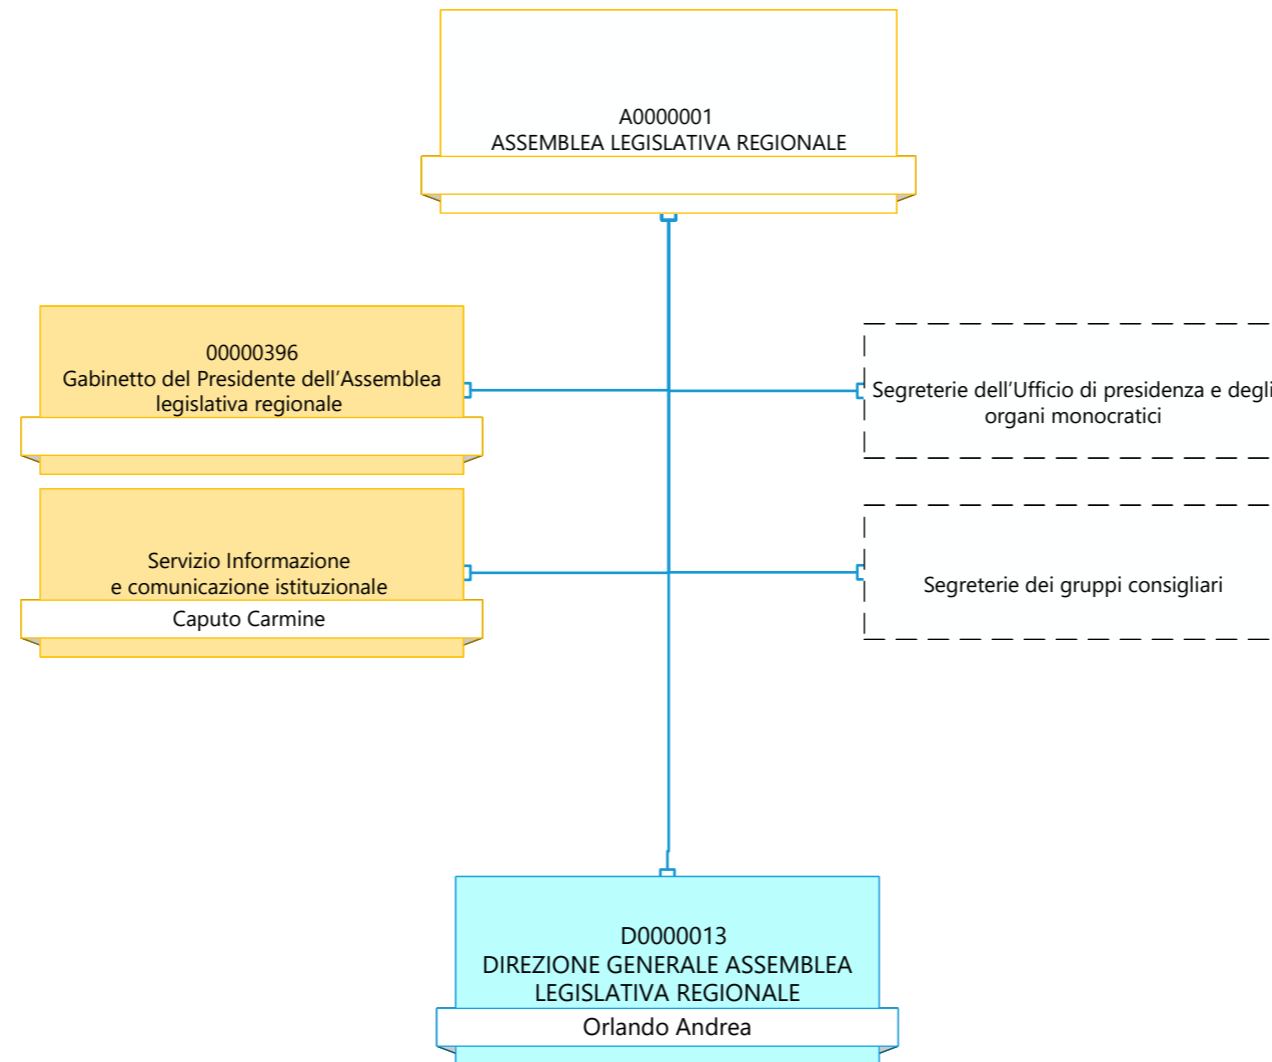 A0000001
ASSEMBLEA LEGISLATIVA REGIONALE
00000396
Gabinetto del Presidente dell’Assemblea
legislativa regionale
Segreterie dell’Ufficio di presidenza e degli
organi monocratici
Servizio Informazione
e comunicazione istituzionale
Caputo Carmine
Segreterie dei gruppi consigliari
D0000013
DIREZIONE GENERALE ASSEMBLEA
LEGISLATIVA REGIONALE
Orlando Andrea